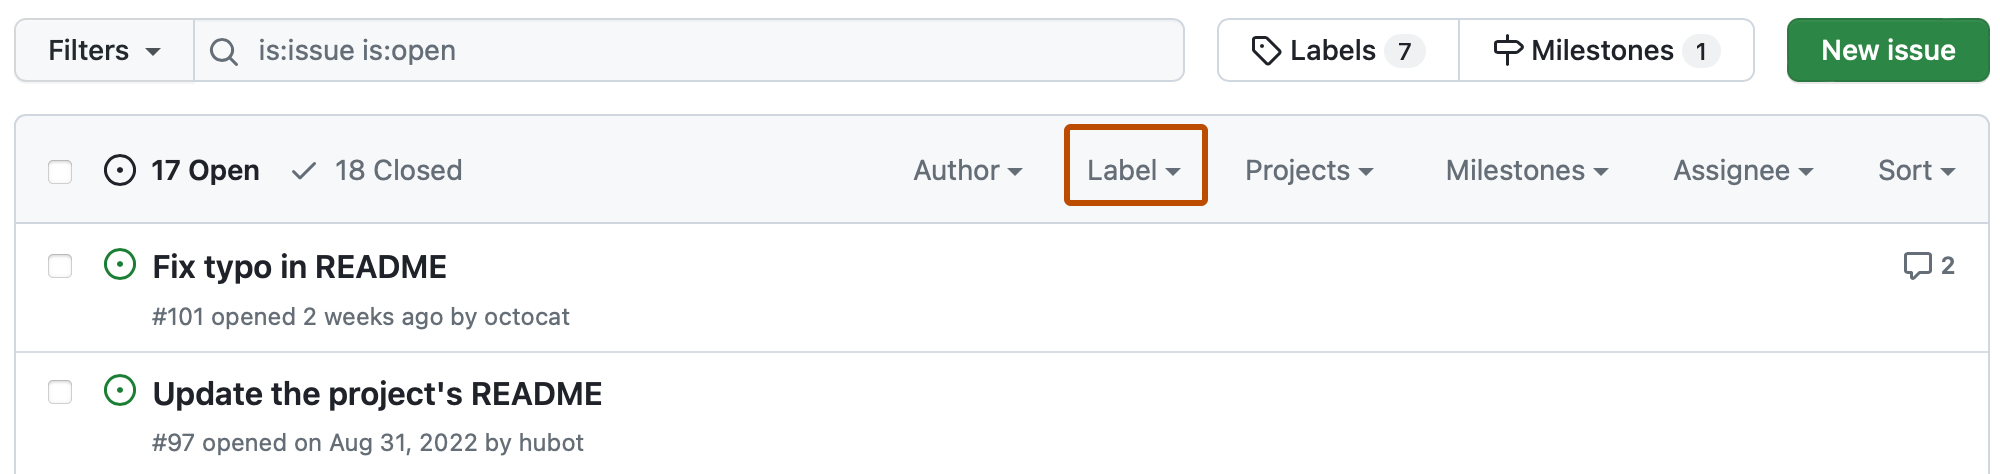 Filters is:issue is:open Labels 7 Milestones 1 New issue
17 Open 18 Closed Author Label Projects Milestones Assignee Sort
Fix typo in README 2
#101 opened 2 weeks ago by octocat
Update the project's README
#97 opened on Aug 31, 2022 by hubot